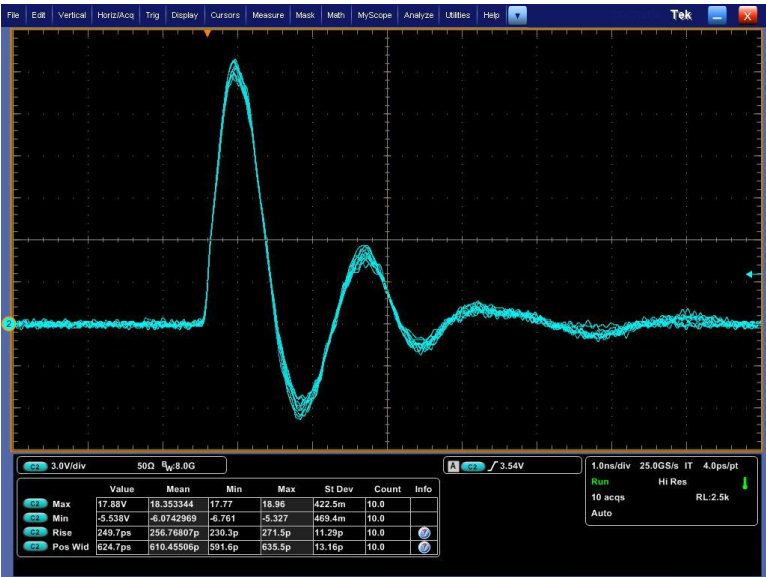 File Edit Vertical Horiz/Acq Trig Display Cursors Measure Mask Math MyScope Analyze Utilities Help Tek X
2
C2 3.0V/div 50Ω BW:8.0G
A C2 3.54V
1.0ns/div 25.0GS/s IT 4.0ps/pt
Run Hi Res
10 acqs RL:2.5k
Auto
Value Mean Min Max St Dev Count Info
C2 Max 17.88V 18.353344 17.77 18.96 422.5m 10.0
C2 Min -5.538V -6.0742969 -6.761 -5.327 469.4m 10.0
C2 Rise 249.7ps 256.76807p 230.3p 271.5p 11.29p 10.0
C2 Pos Wid 624.7ps 610.45506p 591.6p 635.5p 13.16p 10.0